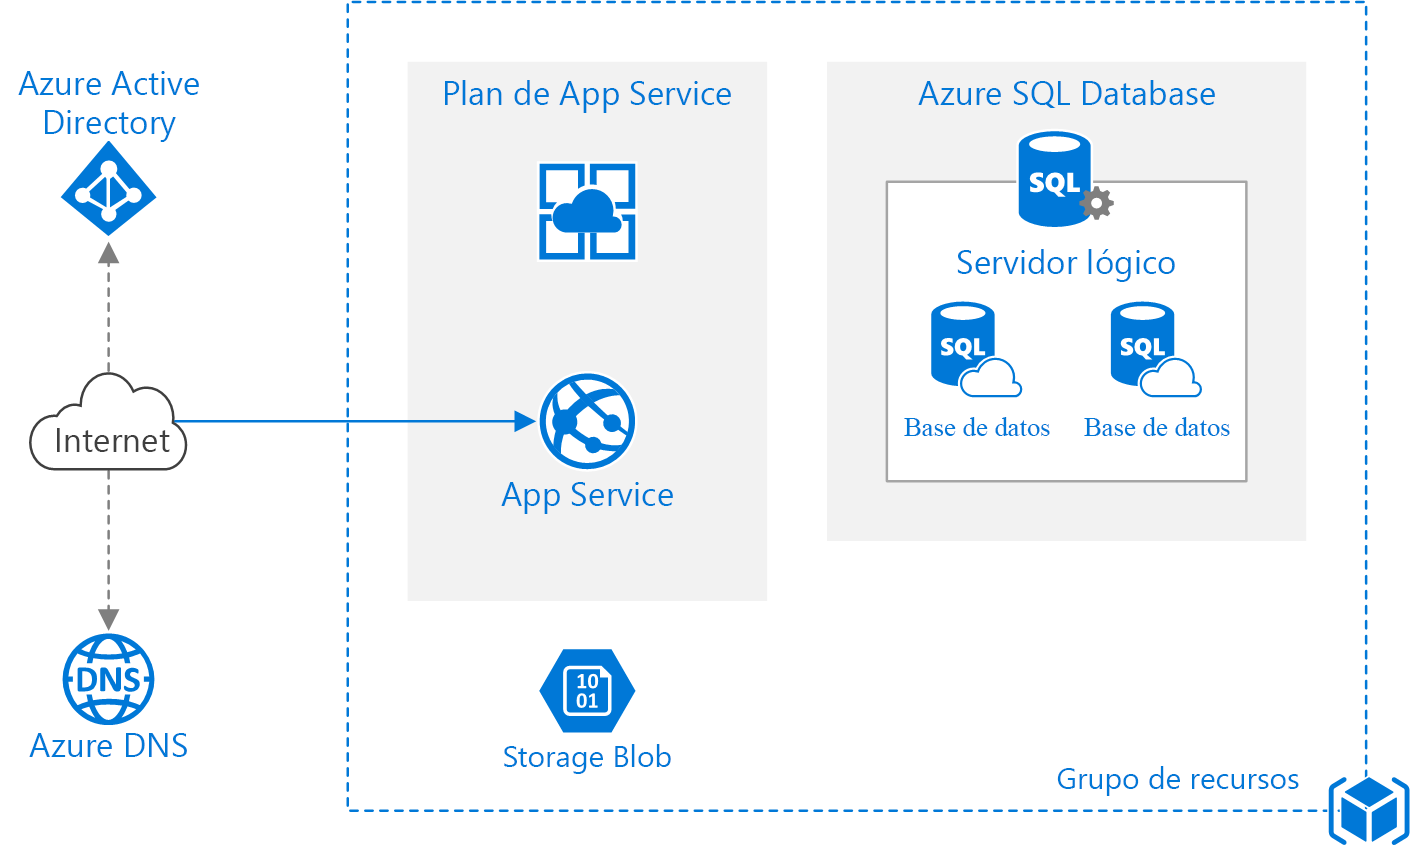 Azure Active
Directory
Internet
DNS
Azure DNS
Plan de App Service
App Service
10
01
Storage Blob
Azure SQL Database
SQL
Servidor lógico
SQL
SQL
Base de datos
Base de datos
Grupo de recursos